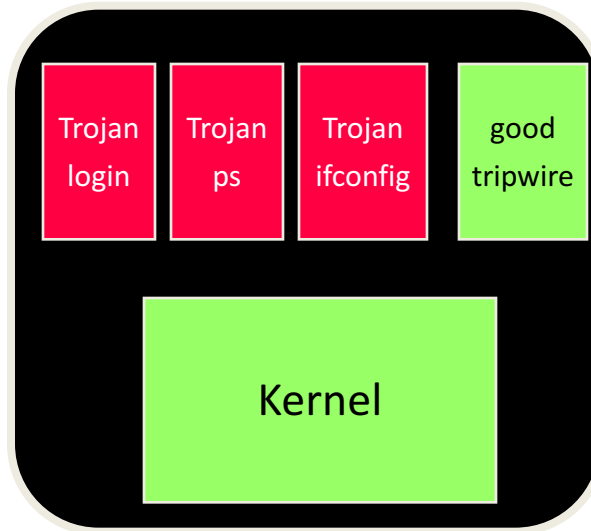 Trojan
login
Trojan
ps
Trojan
ifconfig
good
tripwire
Kernel